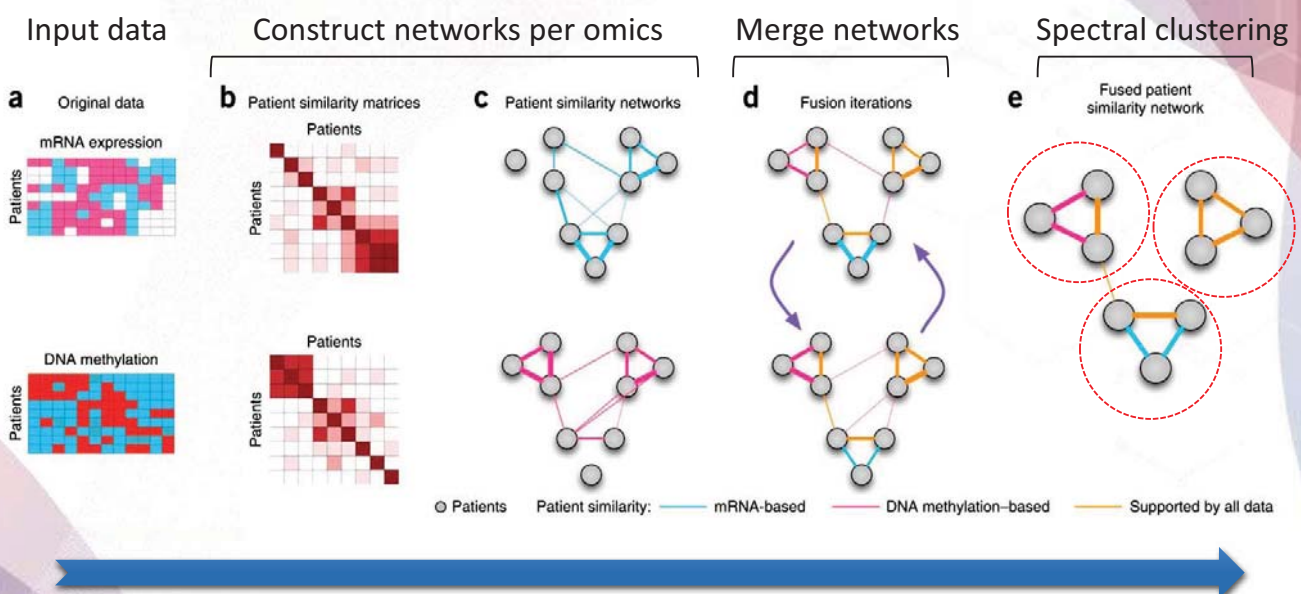 Input data
Construct networks per omics
Merge networks
Spectral clustering
a
Original data
mRNA expression
Patients
DNA methylation
Patients
b
Patient similarity matrices
Patients
Patients
Patients
Patients
c
Patient similarity networks
d
Fusion iterations
e
Fused patient
similarity network
Patients
Patient similarity:
mRNA-based
DNA methylation–based
Supported by all data